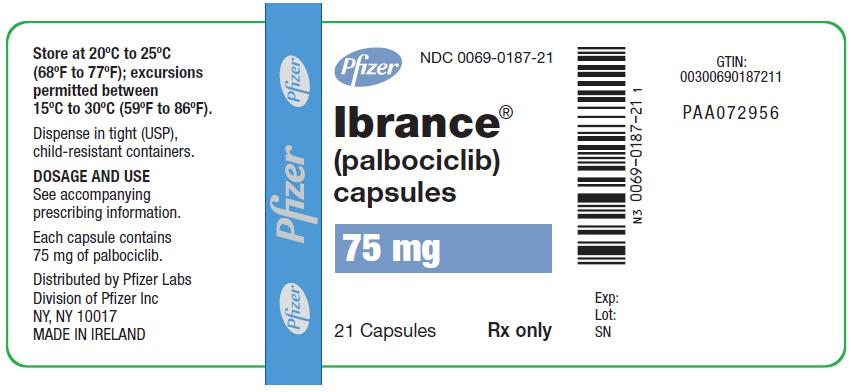 Store at 20ºC to 25ºC
(68ºF to 77ºF); excursions
permitted between
15ºC to 30ºC (59ºF to 86ºF).
Dispense in tight (USP),
child-resistant containers.
DOSAGE AND USE
See accompanying
prescribing information.
Each capsule contains
75 mg of palbociclib.
Distributed by Pfizer Labs
Division of Pfizer Inc
NY, NY 10017
MADE IN IRELAND
Pfizer
Pfizer
Pfizer
Pfizer
NDC 0069-0187-21
Ibrance®
(palbociclib)
capsules
75 mg
21 Capsules
Rx only
N3 0069-0187-21 1
Exp:
Lot:
SN
GTIN:
00300690187211
PAA072956